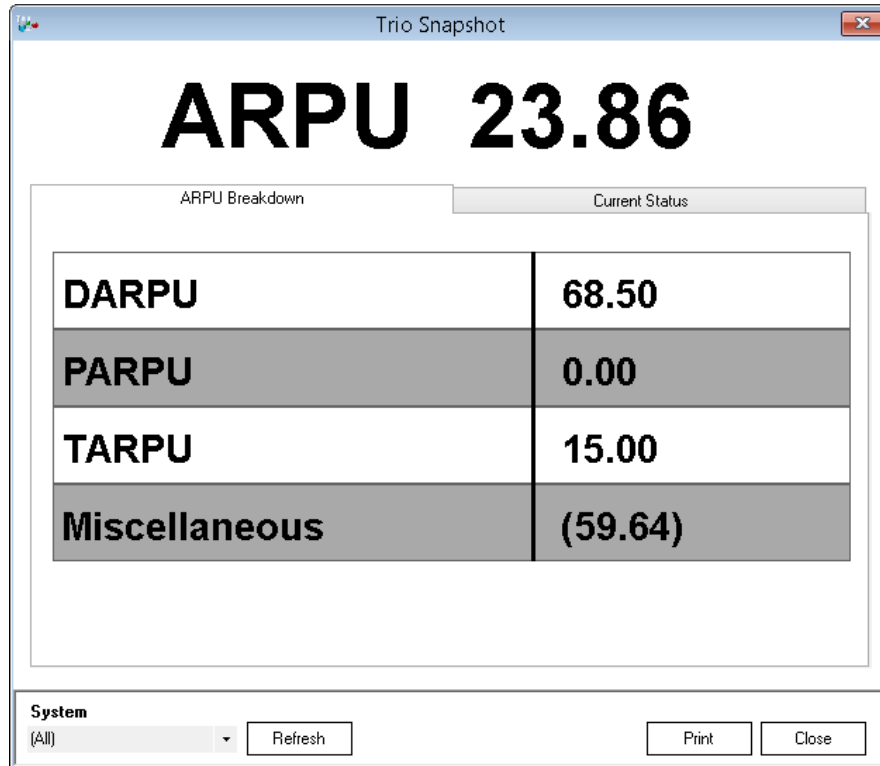 Trio Snapshot
ARPU 23.86
ARPU Breakdown Current Status
DARPU 68.50
PARPU 0.00
TARPU 15.00
Miscellaneous (59.64)
System
(All) Refresh Print Close